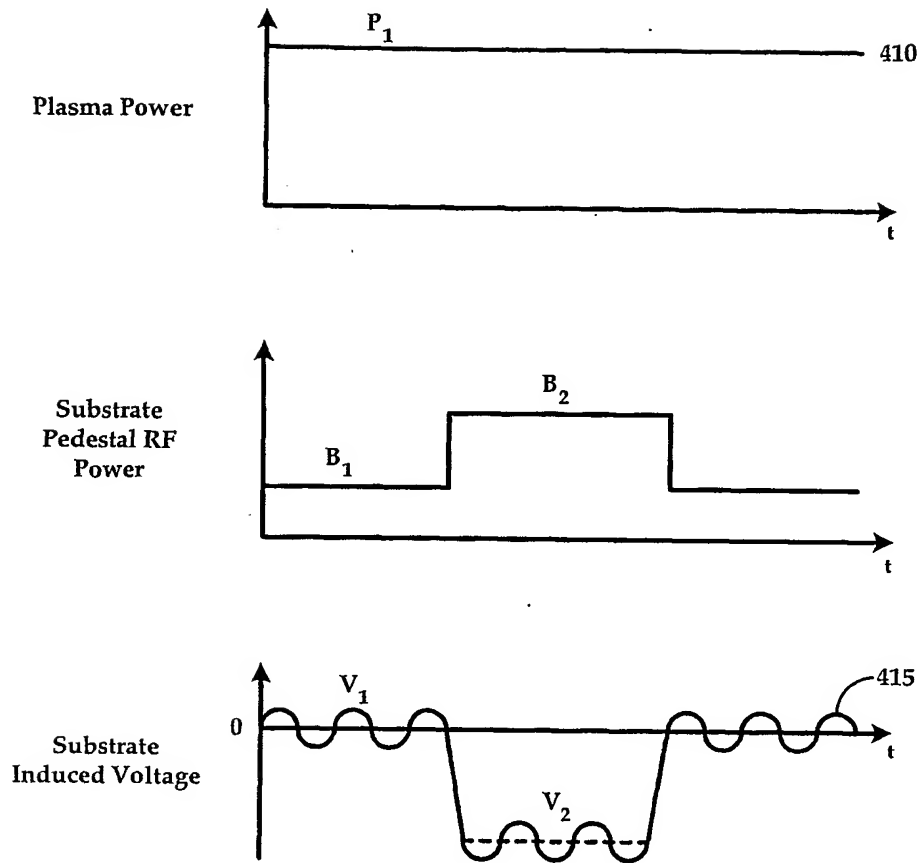 P₁
410
Plasma Power
t
B₂
Substrate
Pedestal RF
Power
B₁
t
V₁
415
0
t
Substrate
Induced Voltage
V₂